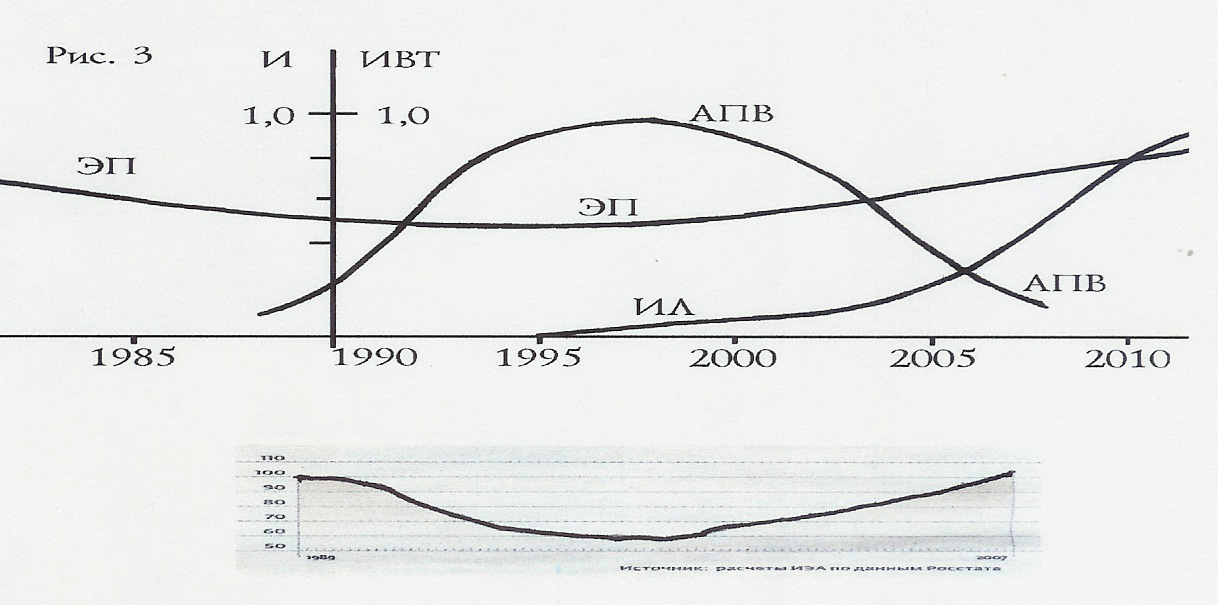 Рис. 3
И ИВТ
1,0 1,0
АПВ
ЭП
ЭП
АПВ
ИЛ
1985 1990 1995 2000 2005 2010
110
100
90
80
70
60
50
1989 2007
Источник: расчеты ИЭА по данным Росстата